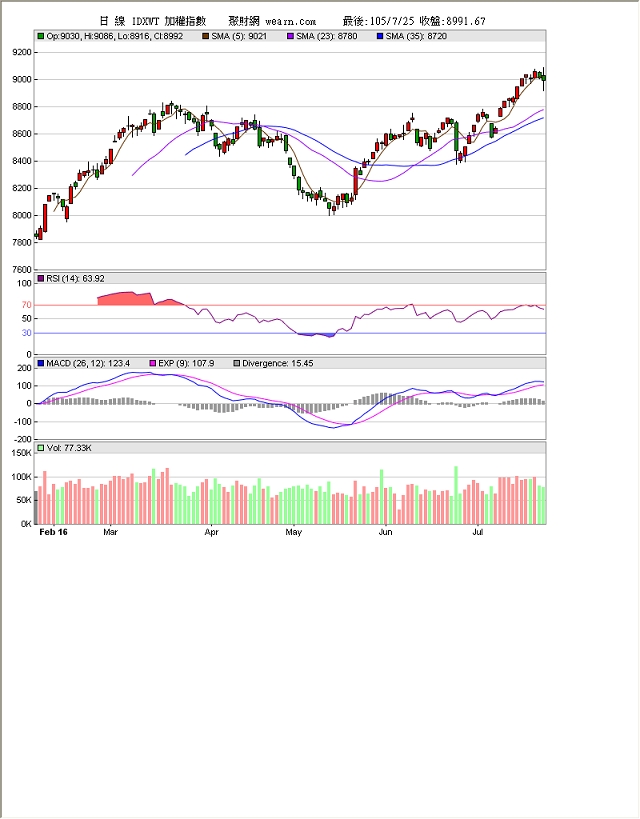 日 線 IDXWT 加權指數 聚財網 wearn.com 最後:105/7/25 收盤:8991.67
Op:9030, Hi:9086, Lo:8916, Cl:8992 SMA (5): 9021 SMA (23): 8780 SMA (35): 8720
9200
9000
8800
8600
8400
8200
8000
7800
7600
RSI (14): 63.92
100
70
50
30
0
MACD (26, 12): 123.4 EXP (9): 107.9 Divergence: 15.45
200
100
0
-100
-200
Vol: 77.33K
150K
100K
50K
0K
Feb 16 Mar Apr May Jun Jul